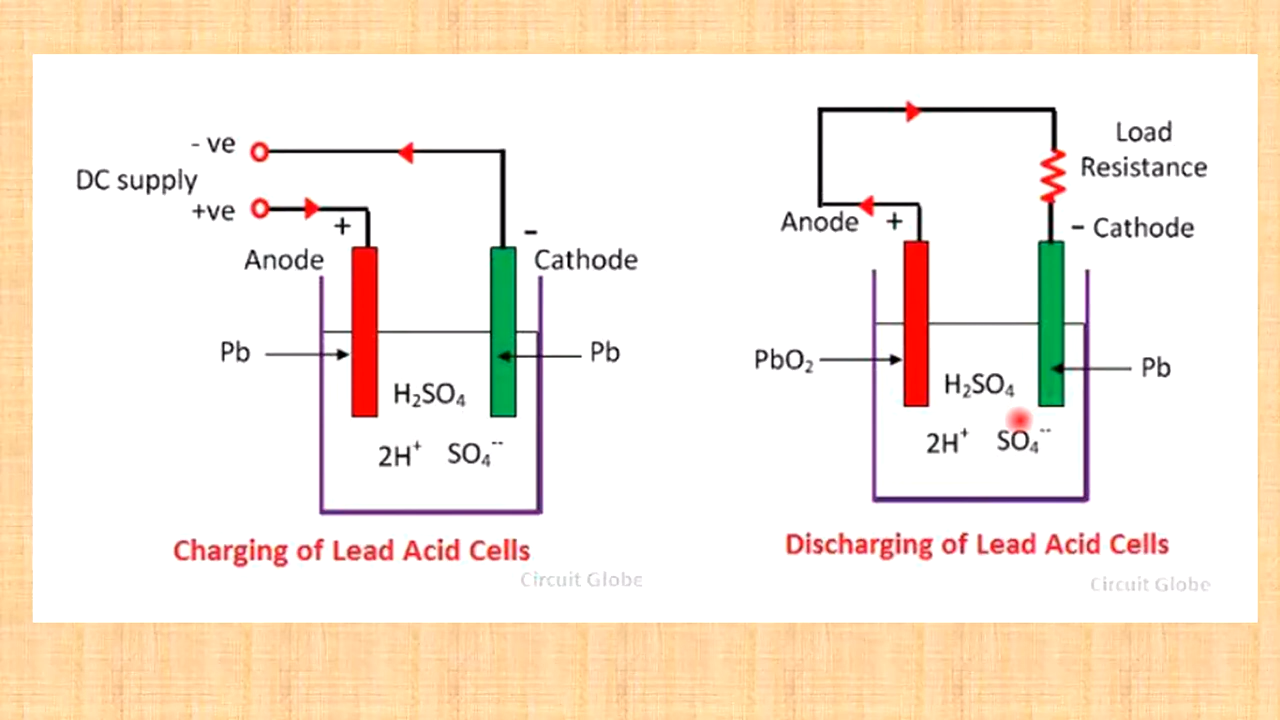 - ve
DC supply
+ve
+
-
Anode
Cathode
Pb
Pb
H₂SO₄
2H⁺ SO₄⁻⁻
Charging of Lead Acid Cells
Circuit Globe
Load
Resistance
Anode
+
- Cathode
PbO₂
Pb
H₂SO₄
2H⁺ SO₄⁻⁻
Discharging of Lead Acid Cells
Circuit Globe